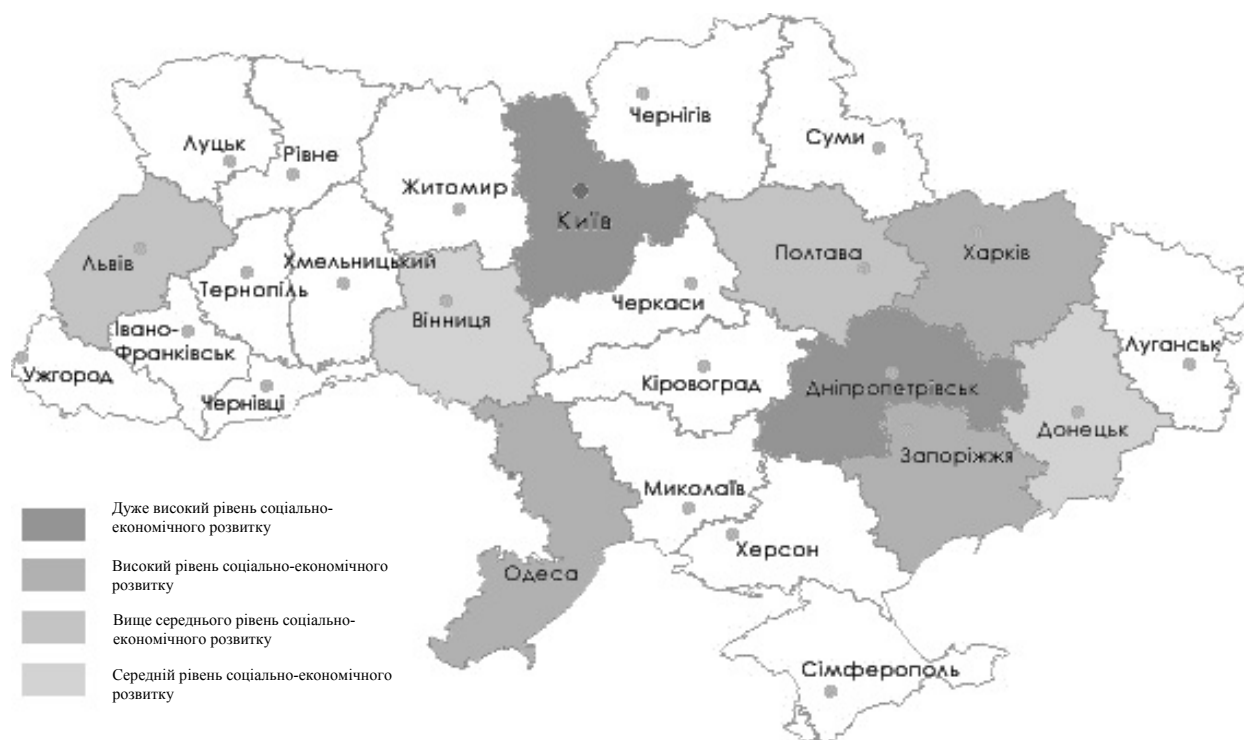 Чернігів
Суми
Луцьк
Рівне
Житомир
Київ
Львів
Тернопіль
Хмельницький
Полтава
Харків
Черкаси
Вінниця
Івано-
Франківськ
Ужгород
Чернівці
Кіровоград
Дніпропетрівськ
Луганськ
Донецьк
Запоріжжя
Миколаїв
Херсон
Одеса
Сімферополь
Дуже високий рівень соціально-
економічного розвитку
Високий рівень соціально-економічного
розвитку
Вище середнього рівень соціально-
економічного розвитку
Середній рівень соціально-економічного
розвитку